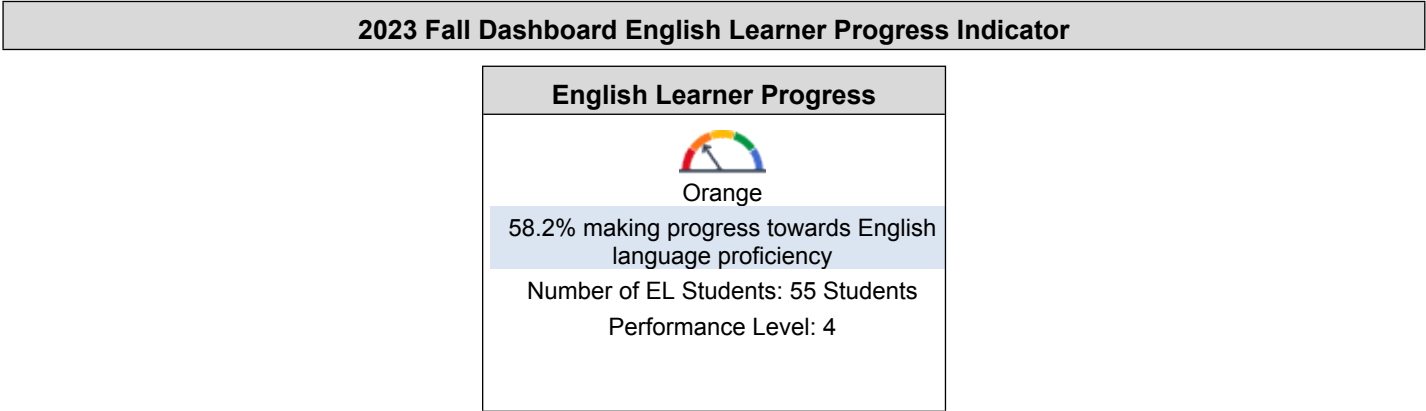 2023 Fall Dashboard English Learner Progress Indicator
English Learner Progress
Orange
58.2% making progress towards English
language proficiency
Number of EL Students: 55 Students
Performance Level: 4